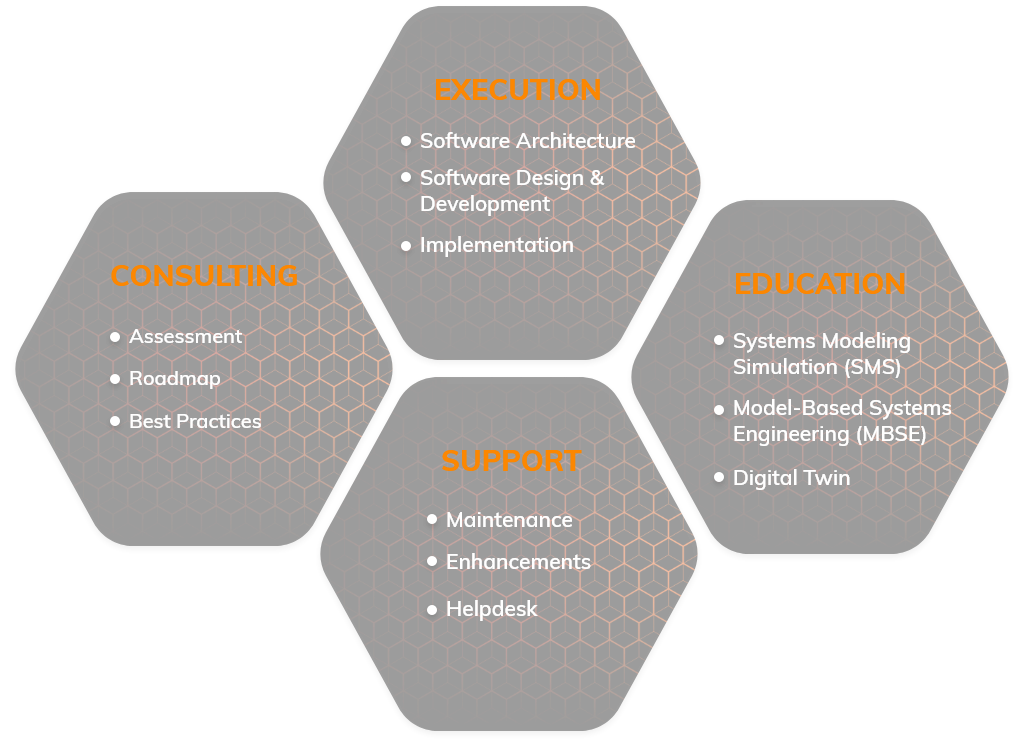 EXECUTION
Software Architecture
Software Design &
Development
Implementation
CONSULTING
Assessment
Roadmap
Best Practices
EDUCATION
Systems Modeling
Simulation (SMS)
Model-Based Systems
Engineering (MBSE)
Digital Twin
SUPPORT
Maintenance
Enhancements
Helpdesk